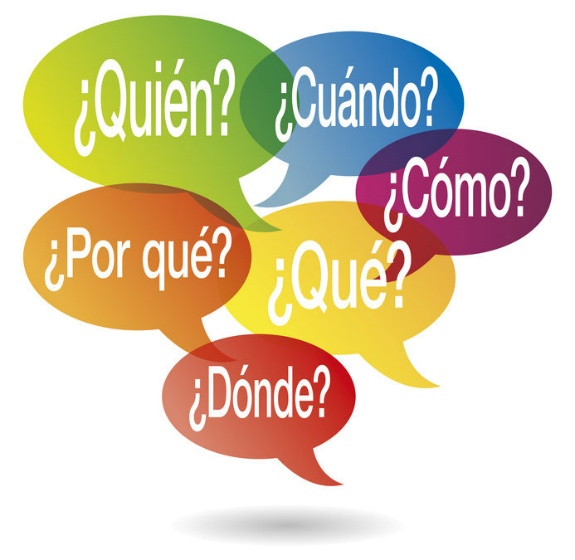 ¿Quién?
¿Cuándo?
¿Cómo?
¿Por qué?
¿Qué?
¿Dónde?